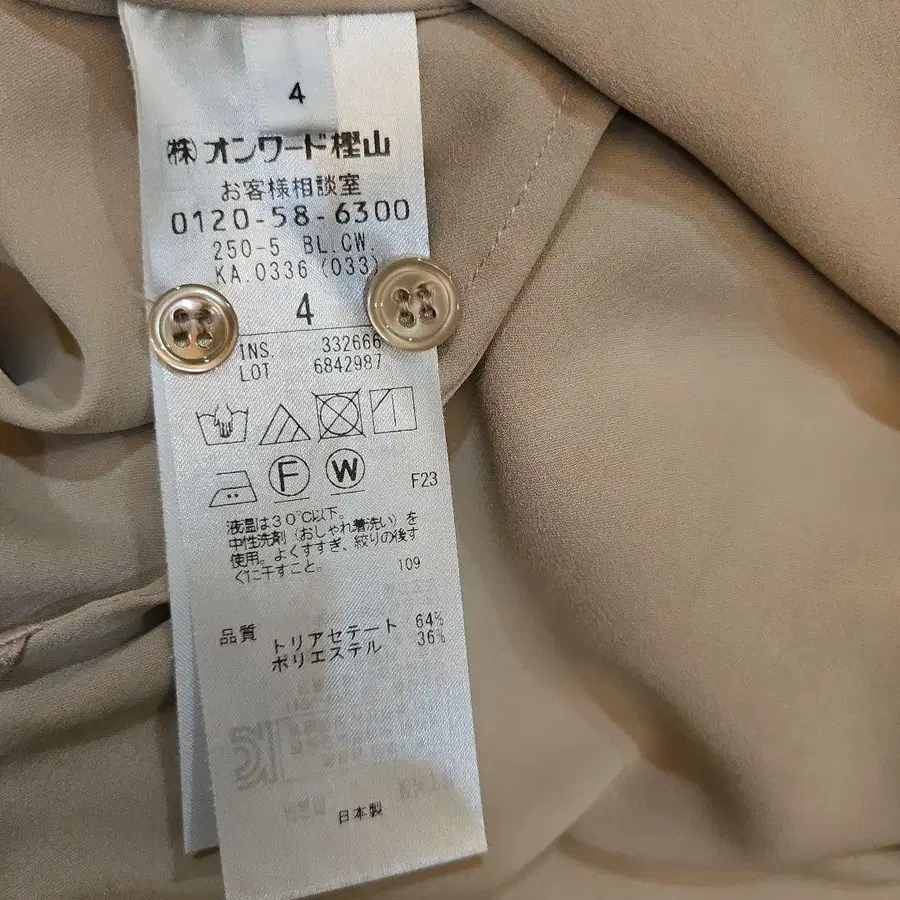 4
(株)オンワード樫山
お客様相談室
0120-58-6300
250-5 BL.CW.
KA.0336 (033)
4
INS. 332666
LOT 6842987
F W
F23
液温は30℃以下。
中性洗剤(おしゃれ着洗い)を
使用。よくすすぎ、絞りの後す
ぐに干すこと。 109
品質 トリアセテート 64%
ポリエステル 36%
日本製